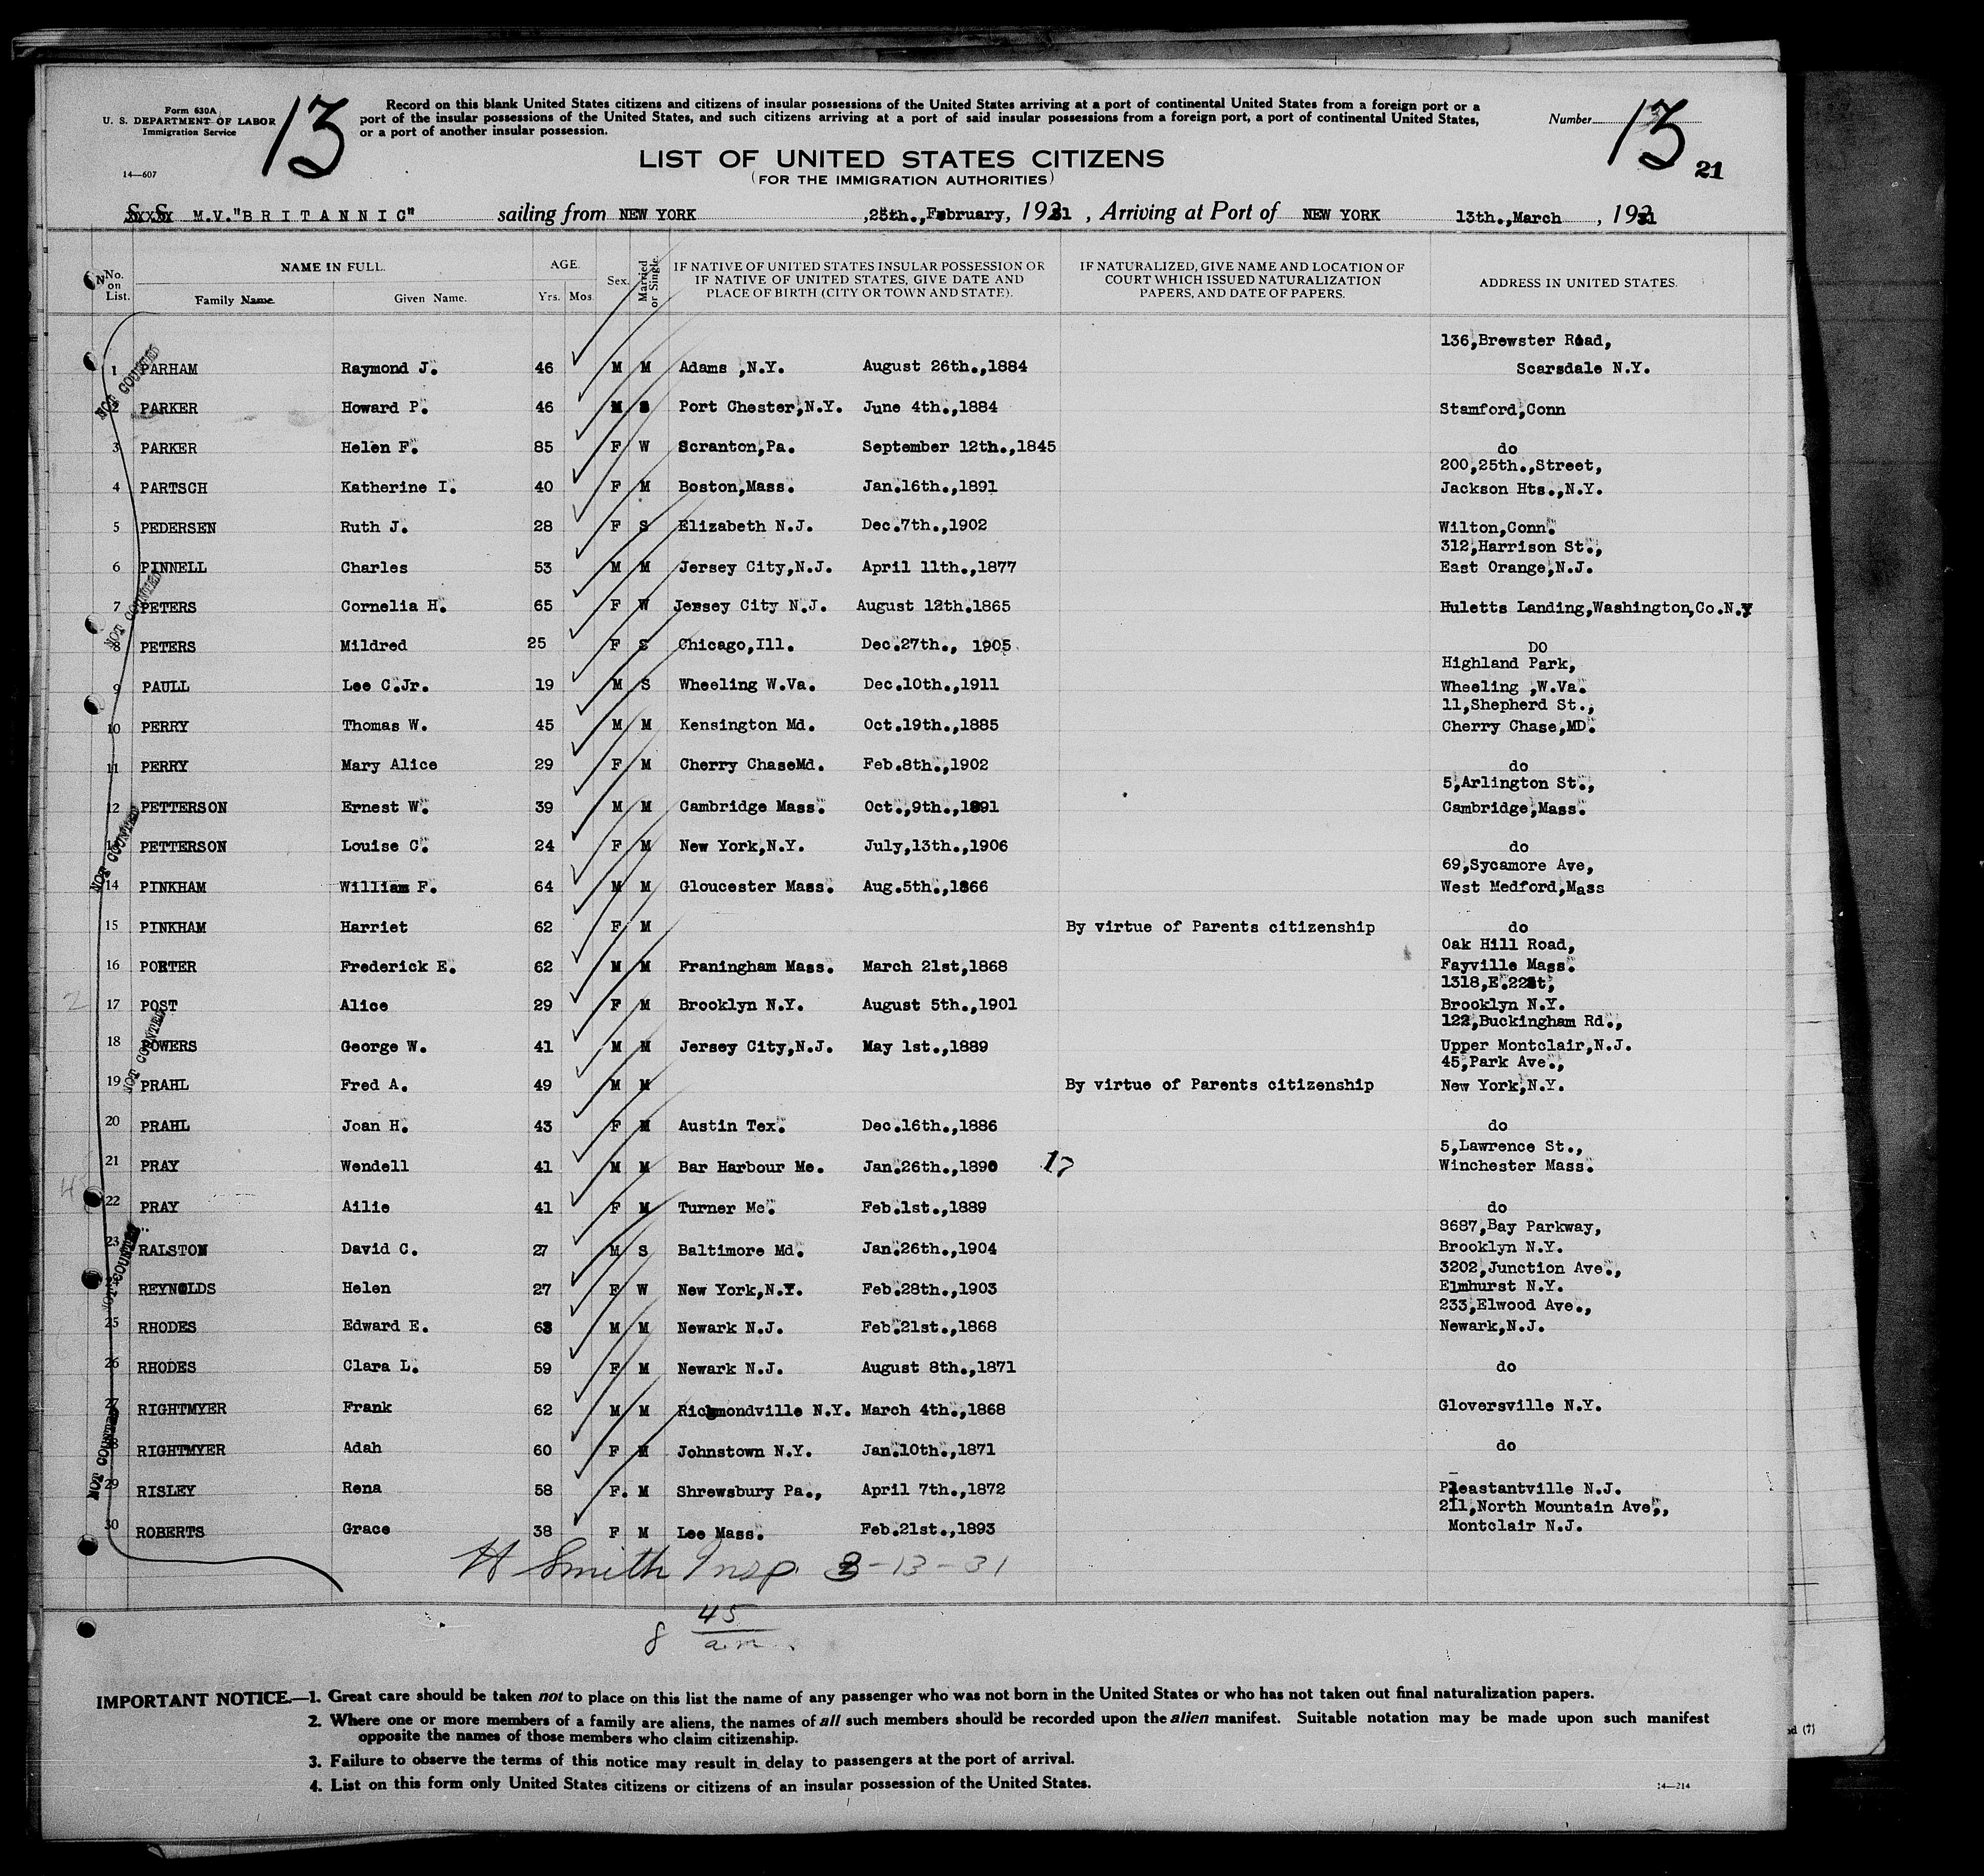 Form 630A
U. S. DEPARTMENT OF LABOR
Immigration Service
14—607
13
Record on this blank United States citizens and citizens of insular possessions of the United States arriving at a port of continental United States from a foreign port or a
port of the insular possessions of the United States, and such citizens arriving at a port of said insular possessions from a foreign port, a port of continental United States,
or a port of another insular possession.
Number 13
21
LIST OF UNITED STATES CITIZENS
(FOR THE IMMIGRATION AUTHORITIES)
M.V."BRITANNIC" sailing from NEW YORK ,25th.,February, 1931 , Arriving at Port of NEW YORK 13th.,March , 1931
No. on List. NAME IN FULL. Family Name. Given Name. AGE. Yrs. Mos. Sex. Married or Single. IF NATIVE OF UNITED STATES INSULAR POSSESSION OR IF NATIVE OF UNITED STATES, GIVE DATE AND PLACE OF BIRTH (CITY OR TOWN AND STATE). IF NATURALIZED, GIVE NAME AND LOCATION OF COURT WHICH ISSUED NATURALIZATION PAPERS, AND DATE OF PAPERS. ADDRESS IN UNITED STATES.
136,Brewster Road,
1 PARHAM Raymond J. 46 M M Adams ,N.Y. August 26th.,1884 Scarsdale N.Y.
2 PARKER Howard P. 46 M S Port Chester,N.Y. June 4th.,1884 Stamford,Conn
3 PARKER Helen F. 85 F W Scranton,Pa. September 12th.,1845 do
200,25th.,Street,
4 PARTSCH Katherine I. 40 F M Boston,Mass. Jan.16th.,1891 Jackson Hts.,N.Y.
5 PEDERSEN Ruth J. 28 F S Elizabeth N.J. Dec.7th.,1902 Wilton,Conn.
312,Harrison St.,
6 PINNELL Charles 53 M M Jersey City,N.J. April 11th.,1877 East Orange,N.J.
7 PETERS Cornelia H. 65 F W Jersey City N.J. August 12th.1865 Huletts Landing,Washington,Co.N.Y
8 PETERS Mildred 25 F S Chicago,Ill. Dec.27th., 1905 DO
Highland Park,
9 PAULL Lee C.Jr. 19 M S Wheeling W.Va. Dec.10th.,1911 Wheeling ,W.Va.
11,Shepherd St.,
10 PERRY Thomas W. 45 M M Kensington Md. Oct.19th.,1885 Cherry Chase,MD.
11 PERRY Mary Alice 29 F M Cherry ChaseMd. Feb.8th.,1902 do
5,Arlington St.,
12 PETTERSON Ernest W. 39 M M Cambridge Mass. Oct.,9th.,1891 Cambridge,Mass.
PETTERSON Louise C. 24 F M New York,N.Y. July,13th.,1906 do
69,Sycamore Ave,
14 PINKHAM William F. 64 M M Gloucester Mass. Aug.5th.,1866 West Medford,Mass
15 PINKHAM Harriet 62 F M By virtue of Parents citizenship do
Oak Hill Road,
16 PORTER Frederick E. 62 M M Franingham Mass. March 21st,1868 Fayville Mass.
1318,E.22st,
17 POST Alice 29 F M Brooklyn N.Y. August 5th.,1901 Brooklyn N.Y.
122,Buckingham Rd.,
18 POWERS George W. 41 M M Jersey City,N.J. May 1st.,1889 Upper Montclair,N.J.
45,Park Ave.,
19 PRAHL Fred A. 49 M M By virtue of Parents citizenship New York,N.Y.
20 PRAHL Joan H. 43 F M Austin Tex. Dec.16th.,1886 do
5,Lawrence St.,
21 PRAY Wendell 41 M M Bar Harbour Me. Jan.26th.,1890 Winchester Mass.
22 PRAY Ailie 41 F M Turner Me. Feb.1st.,1889 do
8687,Bay Parkway,
23 RALSTON David C. 27 M S Baltimore Md. Jan.26th.,1904 Brooklyn N.Y.
3202,Junction Ave.,
REYNOLDS Helen 27 F W New York,N.Y. Feb.28th.,1903 Elmhurst N.Y.
233,Elwood Ave.,
25 RHODES Edward E. 63 M M Newark N.J. Feb.21st.,1868 Newark,N.J.
26 RHODES Clara L. 59 F M Newark N.J. August 8th.,1871 do
27 RIGHTMYER Frank 62 M M Richmondville N.Y. March 4th.,1868 Gloversville N.Y.
RIGHTMYER Adah 60 F M Johnstown N.Y. Jan.10th.,1871 do
29 RISLEY Rena 58 F. M Shrewsbury Pa., April 7th.,1872 Pleastantville N.J.
211,North Mountain Ave,,
30 ROBERTS Grace 38 F M Lee Mass. Feb.21st.,1893 Montclair N.J.
NOT COUNTED
NOT COUNTED
NOT COUNTED
NOT COUNTED
NOT COUNTED
NOT COUNTED
H Smith Insp. 3-13-31
8 45 a.m.
IMPORTANT NOTICE.—1. Great care should be taken not to place on this list the name of any passenger who was not born in the United States or who has not taken out final naturalization papers.
2. Where one or more members of a family are aliens, the names of all such members should be recorded upon the alien manifest. Suitable notation may be made upon such manifest
opposite the names of those members who claim citizenship.
3. Failure to observe the terms of this notice may result in delay to passengers at the port of arrival.
4. List on this form only United States citizens or citizens of an insular possession of the United States.
14—214